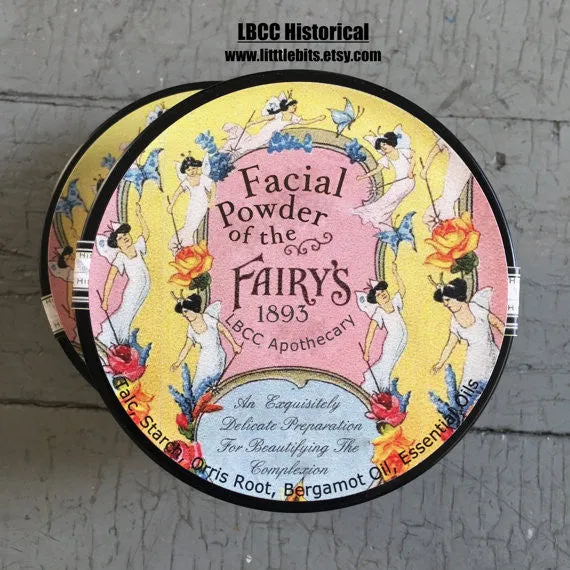 LBCC Historical
www.litttlebits.etsy.com
Facial
Powder
of the
FAIRY'S
1893
LBCC Apothecary
An Exquisitely
Delicate Preparation
For Beautifying The
Complexion
Talc, Starch, Orris Root, Bergamot Oil, Essential Oils